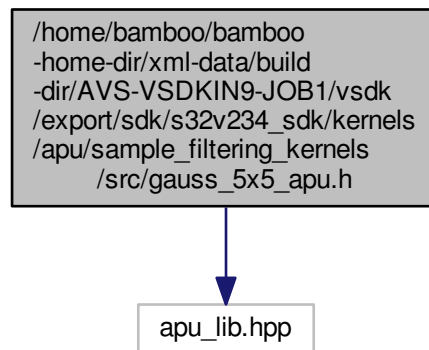 /home/bamboo/bamboo
-home-dir/xml-data/build
-dir/AVS-VSDKIN9-JOB1/vsdk
/export/sdk/s32v234_sdk/kernels
/apu/sample_filtering_kernels
/src/gauss_5x5_apu.h
apu_lib.hpp